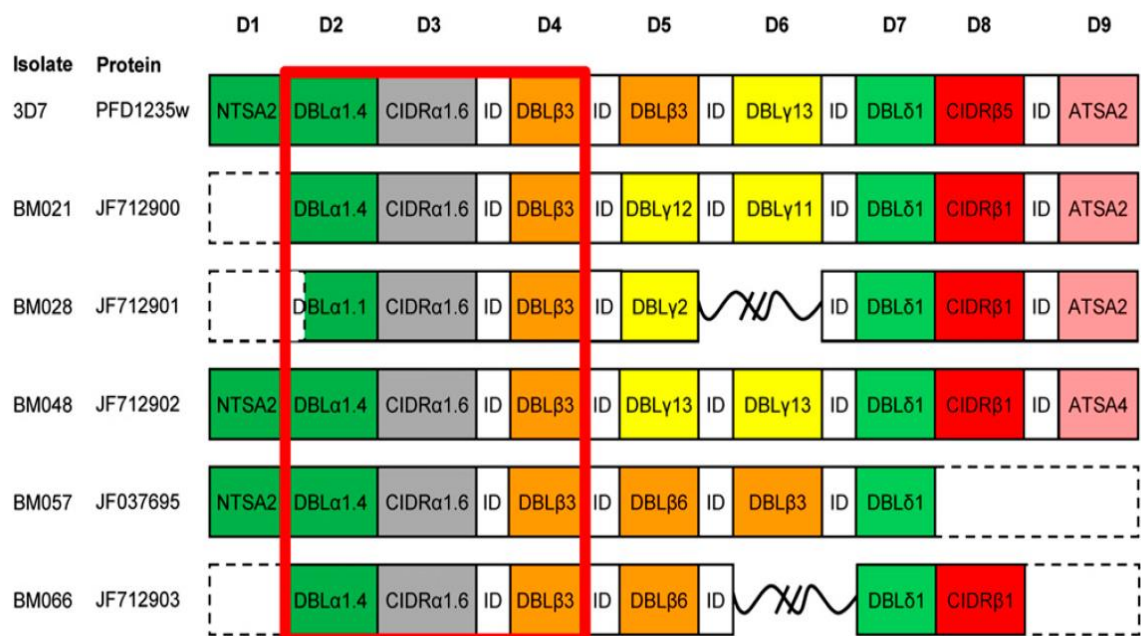 D1 D2 D3 D4 D5 D6 D7 D8 D9
Isolate Protein
3D7 PFD1235w NTSA2 DBLα1.4 CIDRα1.6 ID DBLβ3 ID DBLβ3 ID DBLγ13 ID DBLδ1 CIDRβ5 ID ATSA2
BM021 JF712900 DBLα1.4 CIDRα1.6 ID DBLβ3 ID DBLγ12 ID DBLγ11 ID DBLδ1 CIDRβ1 ID ATSA2
BM028 JF712901 DBLα1.1 CIDRα1.6 ID DBLβ3 ID DBLγ2 ID DBLδ1 CIDRβ1 ID ATSA2
BM048 JF712902 NTSA2 DBLα1.4 CIDRα1.6 ID DBLβ3 ID DBLγ13 ID DBLγ13 ID DBLδ1 CIDRβ1 ID ATSA4
BM057 JF037695 NTSA2 DBLα1.4 CIDRα1.6 ID DBLβ3 ID DBLβ6 ID DBLβ3 ID DBLδ1
BM066 JF712903 DBLα1.4 CIDRα1.6 ID DBLβ3 ID DBLβ6 ID DBLδ1 CIDRβ1